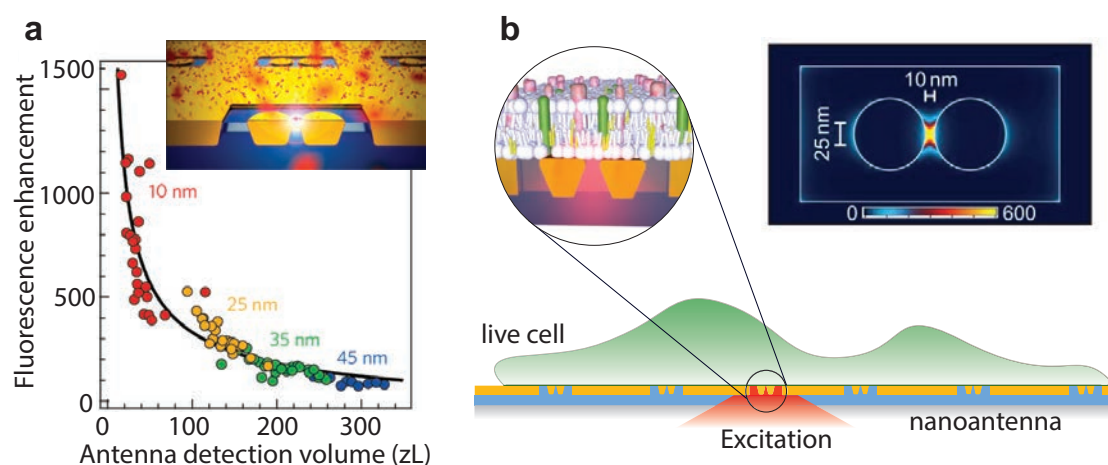 a
Fluorescence enhancement
1500
1000
500
0
10 nm
25 nm
35 nm
45 nm
0
100
200
300
Antenna detection volume (zL)
b
10 nm
25 nm
0
600
live cell
nanoantenna
Excitation